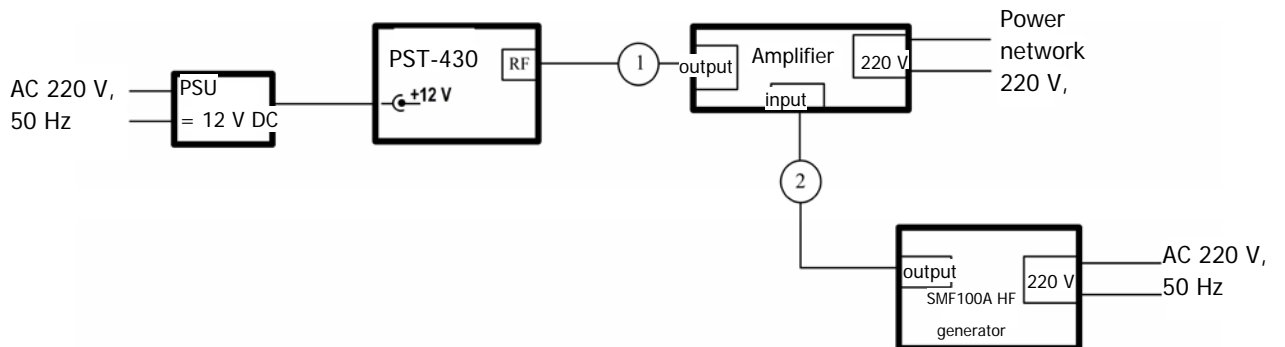 AC 220 V,
50 Hz
PSU
= 12 V DC
PST-430
RF
+12 V
1
output
Amplifier
input
220 V
Power
network
220 V,
2
output
SMF100A HF
generator
220 V
AC 220 V,
50 Hz